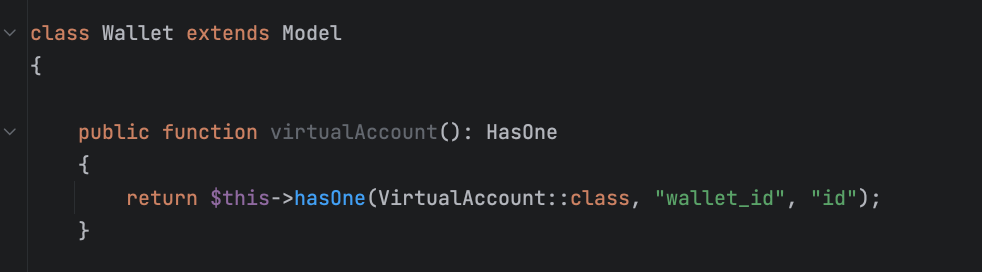 class Wallet extends Model
{
public function virtualAccount(): HasOne
{
return $this->hasOne(VirtualAccount::class, "wallet_id", "id");
}